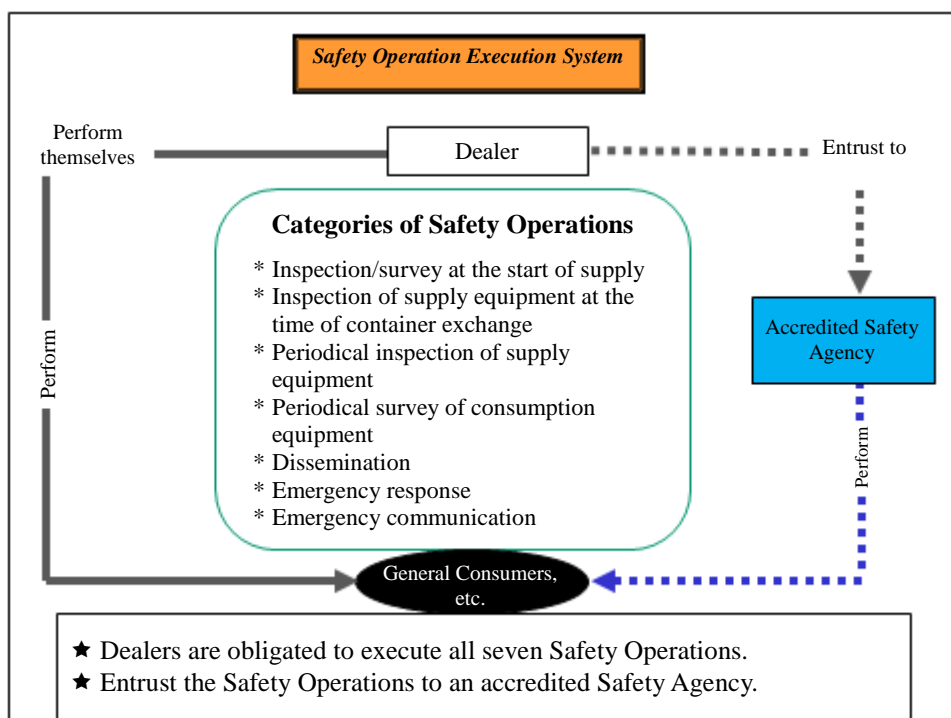 Safety Operation Execution System
Perform
themselves
Dealer
Entrust to
Categories of Safety Operations
* Inspection/survey at the start of supply
* Inspection of supply equipment at the
time of container exchange
* Periodical inspection of supply
equipment
* Periodical survey of consumption
equipment
* Dissemination
* Emergency response
* Emergency communication
Perform
Accredited Safety
Agency
Perform
General Consumers,
etc.
★ Dealers are obligated to execute all seven Safety Operations.
★ Entrust the Safety Operations to an accredited Safety Agency.